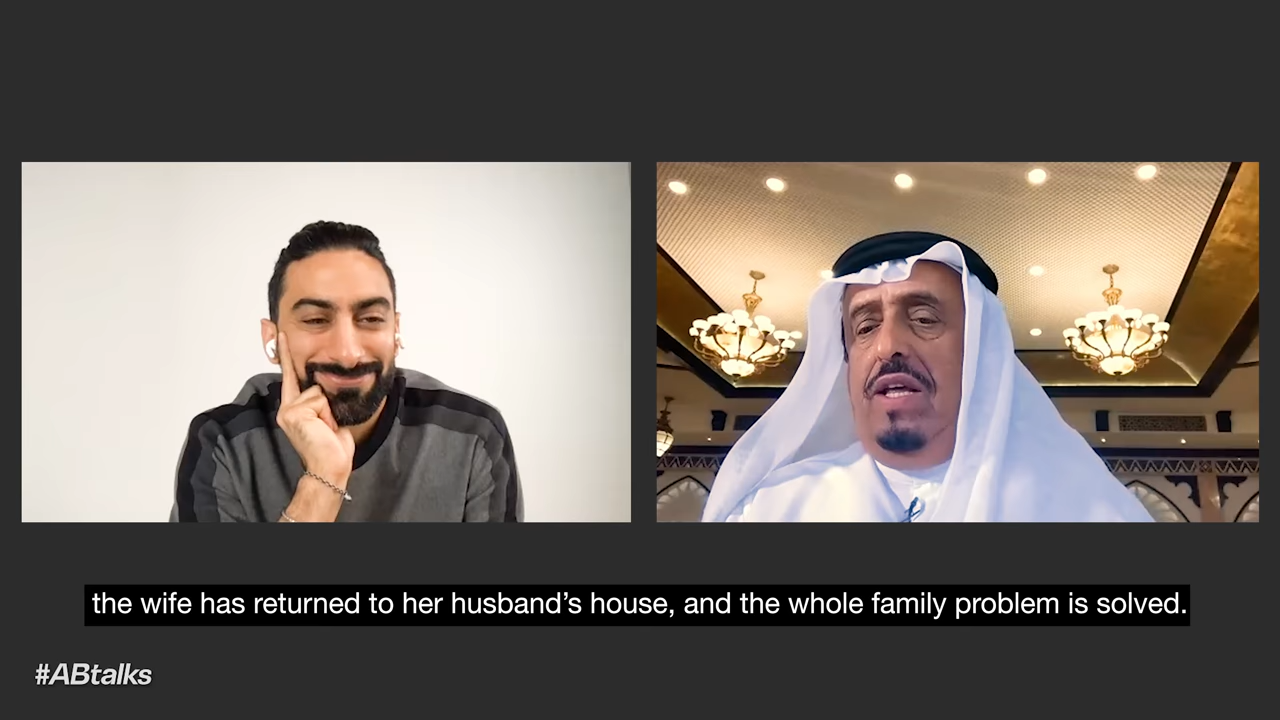 the wife has returned to her husband’s house, and the whole family problem is solved.
#ABtalks